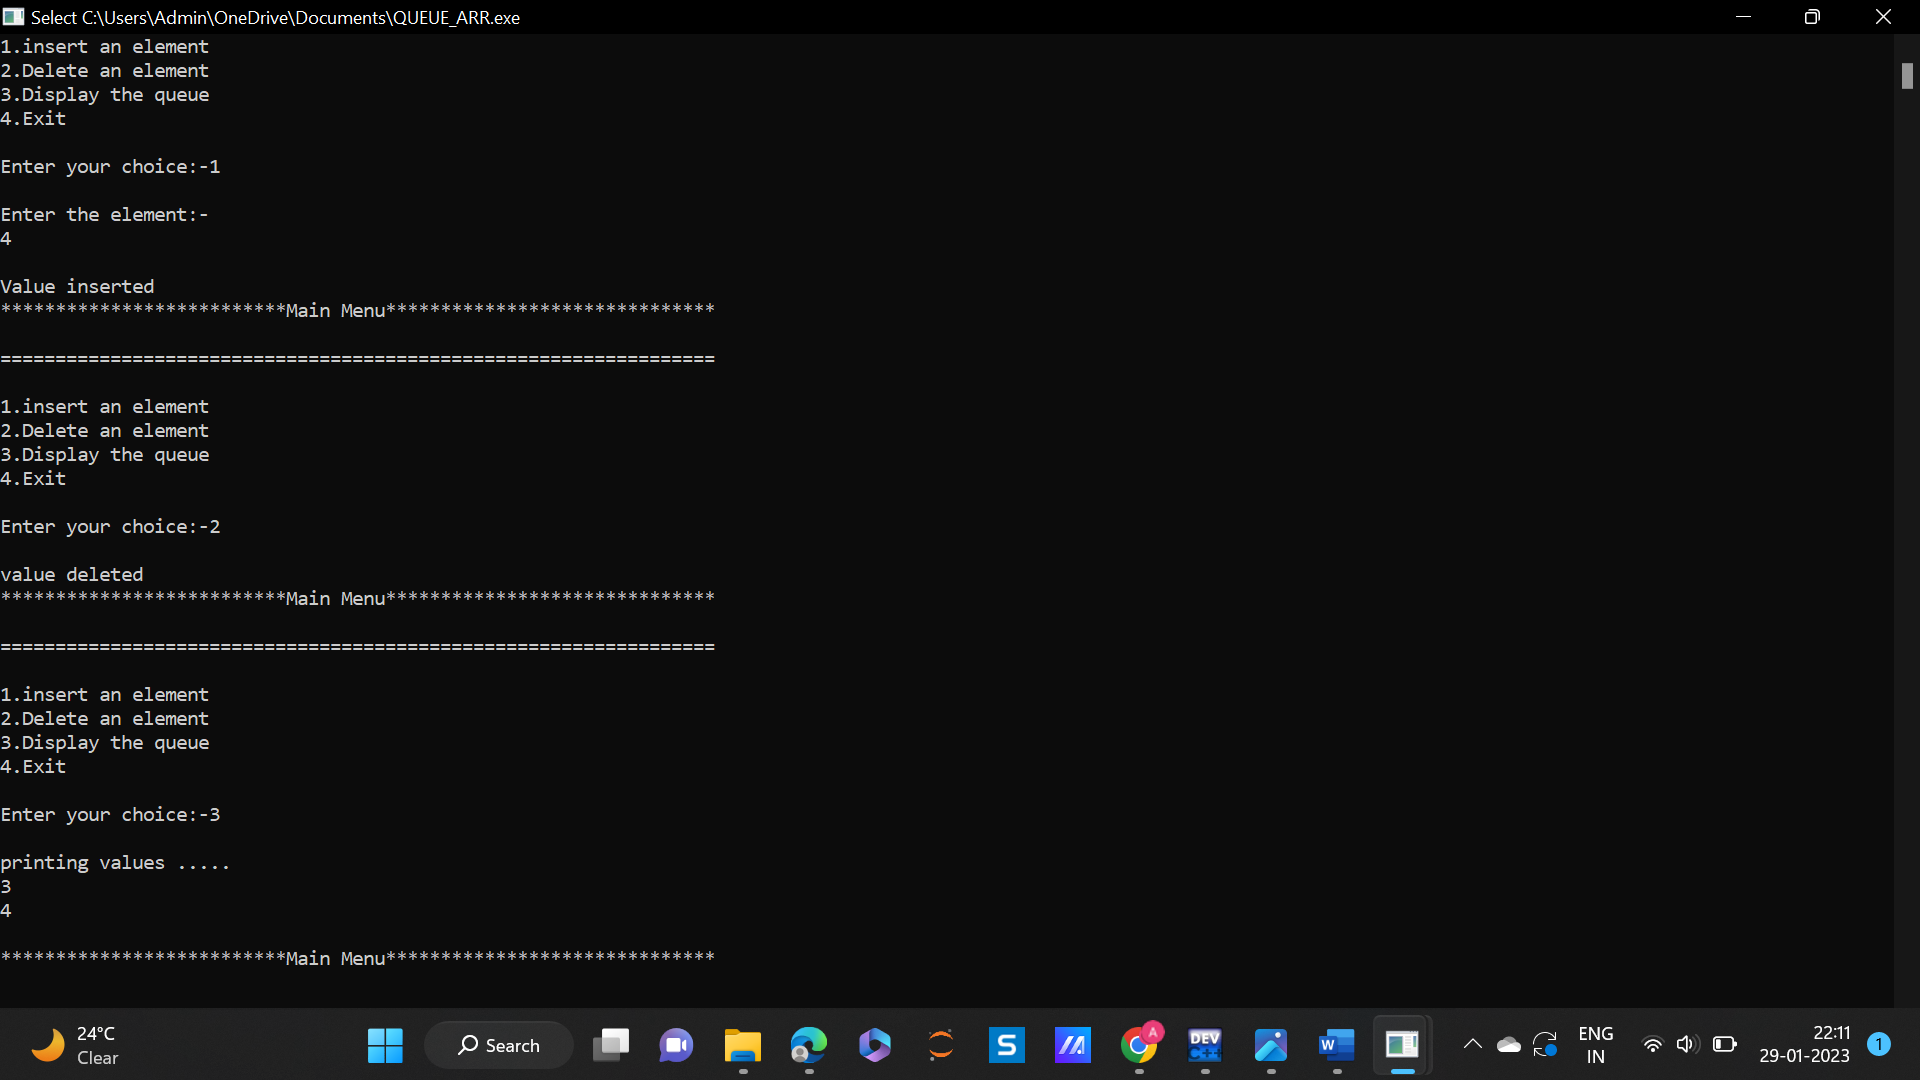 Select C:\Users\Admin\OneDrive\Documents\QUEUE_ARR.exe
1.insert an element
2.Delete an element
3.Display the queue
4.Exit
Enter your choice:-1
Enter the element:-
4
Value inserted
**************************Main Menu******************************
=================================================================
1.insert an element
2.Delete an element
3.Display the queue
4.Exit
Enter your choice:-2
value deleted
**************************Main Menu******************************
=================================================================
1.insert an element
2.Delete an element
3.Display the queue
4.Exit
Enter your choice:-3
printing values .....
3
4
**************************Main Menu******************************
24°C
Clear
Search
S
A
DEV
C++
W
ENG
IN
22:11
29-01-2023
1